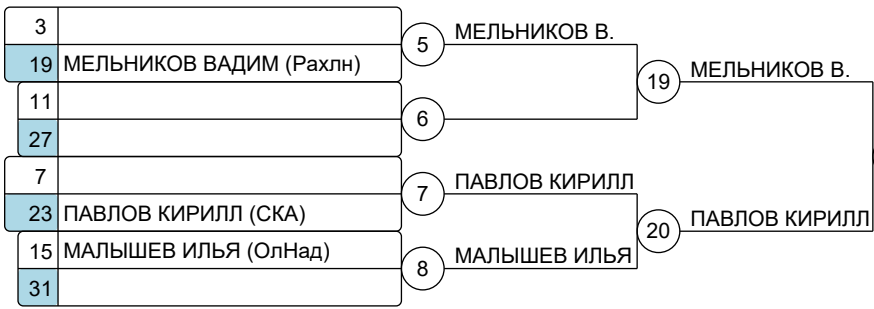 3
19 МЕЛЬНИКОВ ВАДИМ (Рахлн)
11
27
7
23 ПАВЛОВ КИРИЛЛ (СКА)
15 МАЛЫШЕВ ИЛЬЯ (ОлНад)
31
5 МЕЛЬНИКОВ В.
6
7 ПАВЛОВ КИРИЛЛ
8 МАЛЫШЕВ ИЛЬЯ
19 МЕЛЬНИКОВ В.
20 ПАВЛОВ КИРИЛЛ